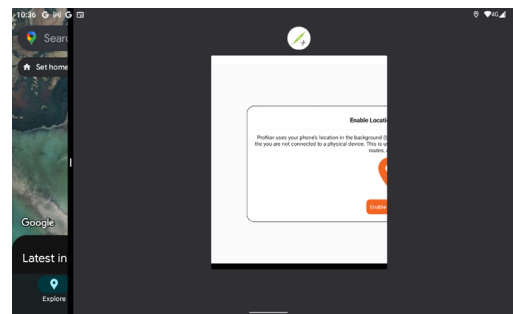 10:36 G M G
4G
Searc
Set home
Google
Latest in
Explore
Enable Locati
ProNav uses your phone's location in the background (
the you are not connected to a physical device. This is u
routes,
Enable